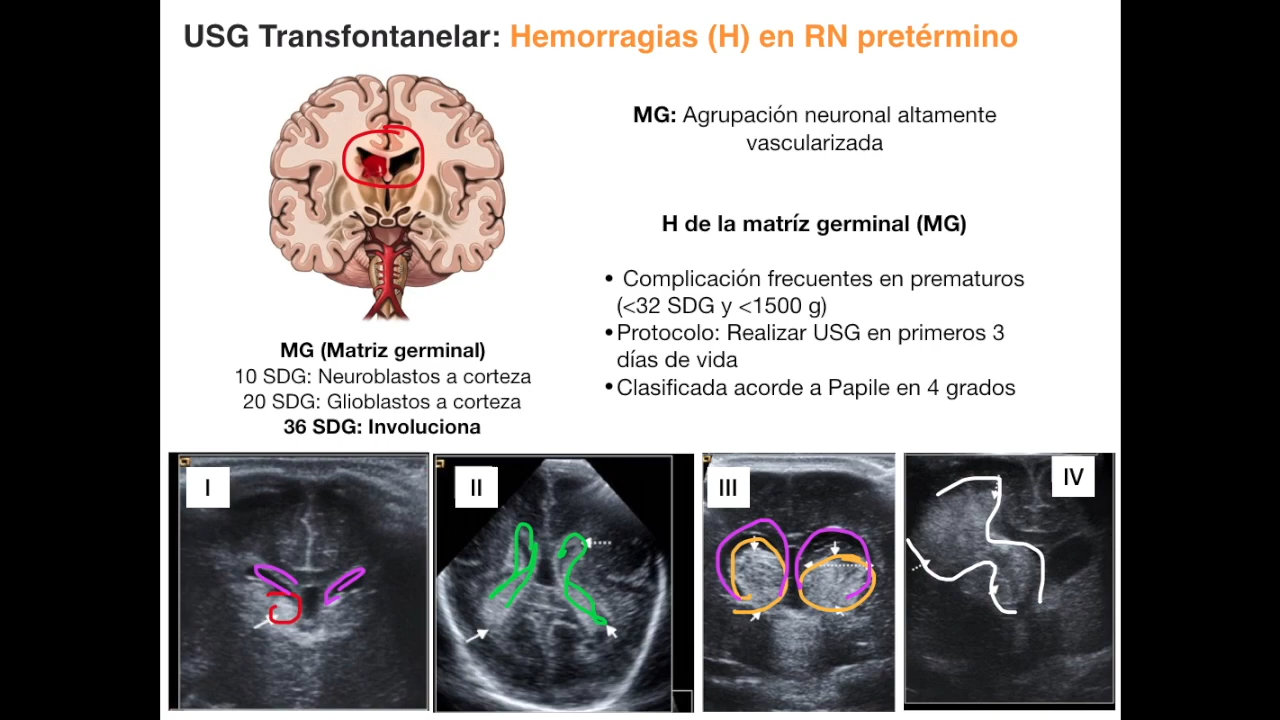 USG Transfontanelar: Hemorragias (H) en RN pretérmino
MG: Agrupación neuronal altamente
vascularizada
H de la matríz germinal (MG)
• Complicación frecuentes en prematuros
(<32 SDG y <1500 g)
• Protocolo: Realizar USG en primeros 3
días de vida
• Clasificada acorde a Papile en 4 grados
MG (Matriz germinal)
10 SDG: Neuroblastos a corteza
20 SDG: Glioblastos a corteza
36 SDG: Involuciona
I
II
III
IV